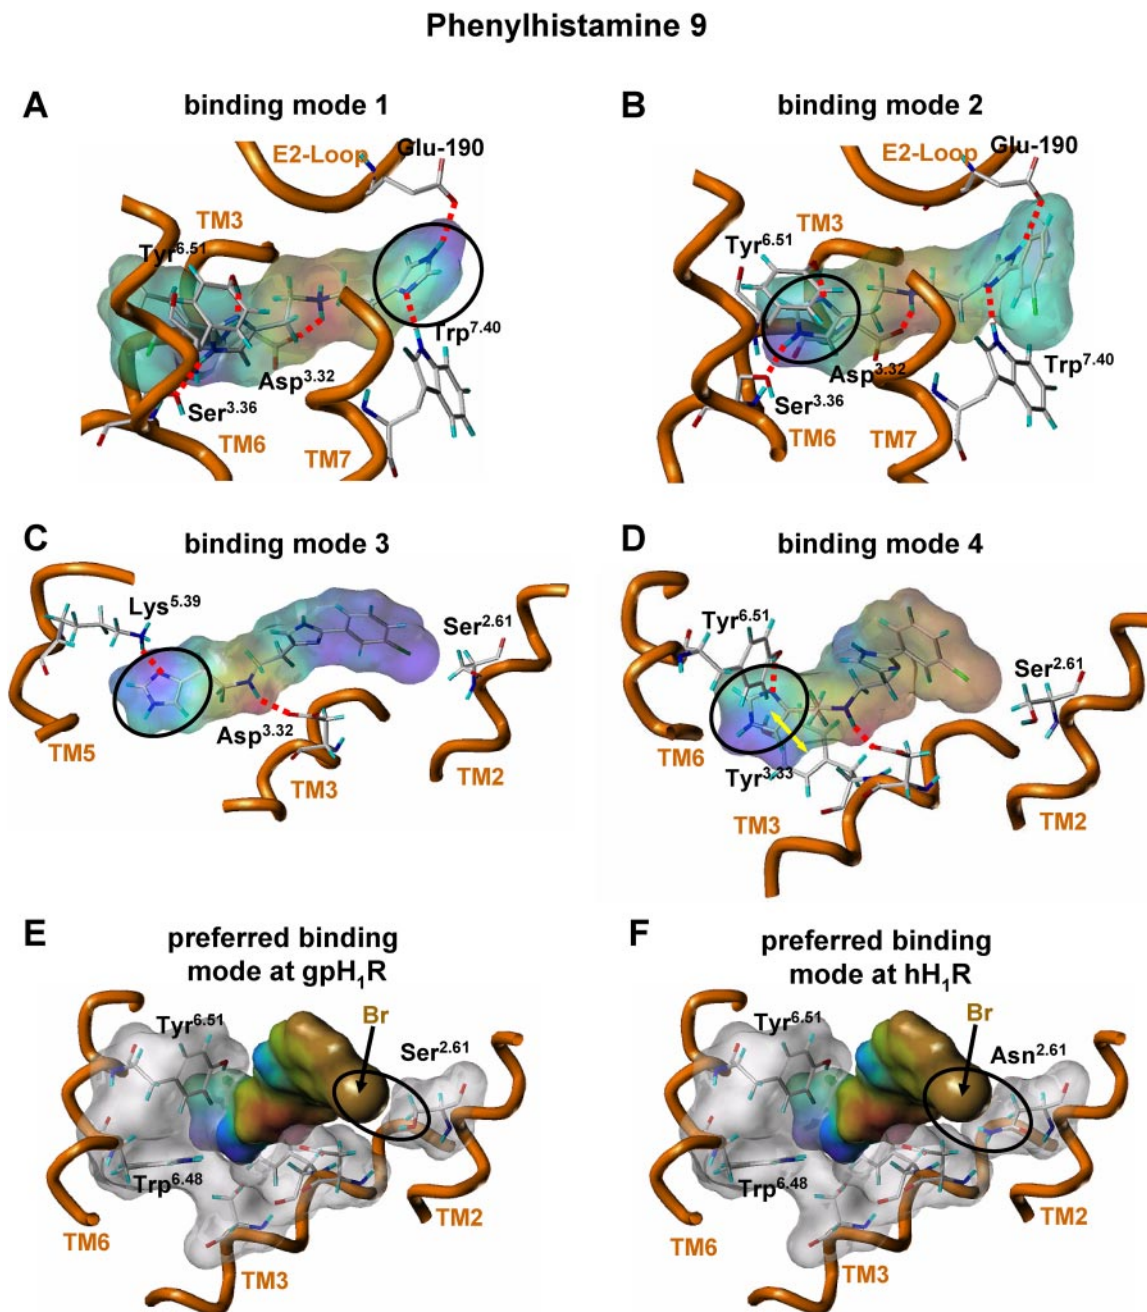 Phenylhistamine 9
A binding mode 1
E2-Loop Glu-190
TM3
Tyr6.51
Trp7.40
Asp3.32
Ser3.36
TM6
TM7
B binding mode 2
E2-Loop Glu-190
TM3
Tyr6.51
Trp7.40
Asp3.32
Ser3.36
TM6 TM7
C binding mode 3
Lys5.39
Ser2.61
Asp3.32
TM5
TM3
TM2
D binding mode 4
Tyr6.51
Ser2.61
TM6
Tyr3.33
TM3
TM2
E preferred binding
mode at gpH1R
Tyr6.51
Br
Ser2.61
Trp6.48
TM2
TM6
TM3
F preferred binding
mode at hH1R
Tyr6.51
Br
Asn2.61
Trp6.48
TM2
TM6
TM3